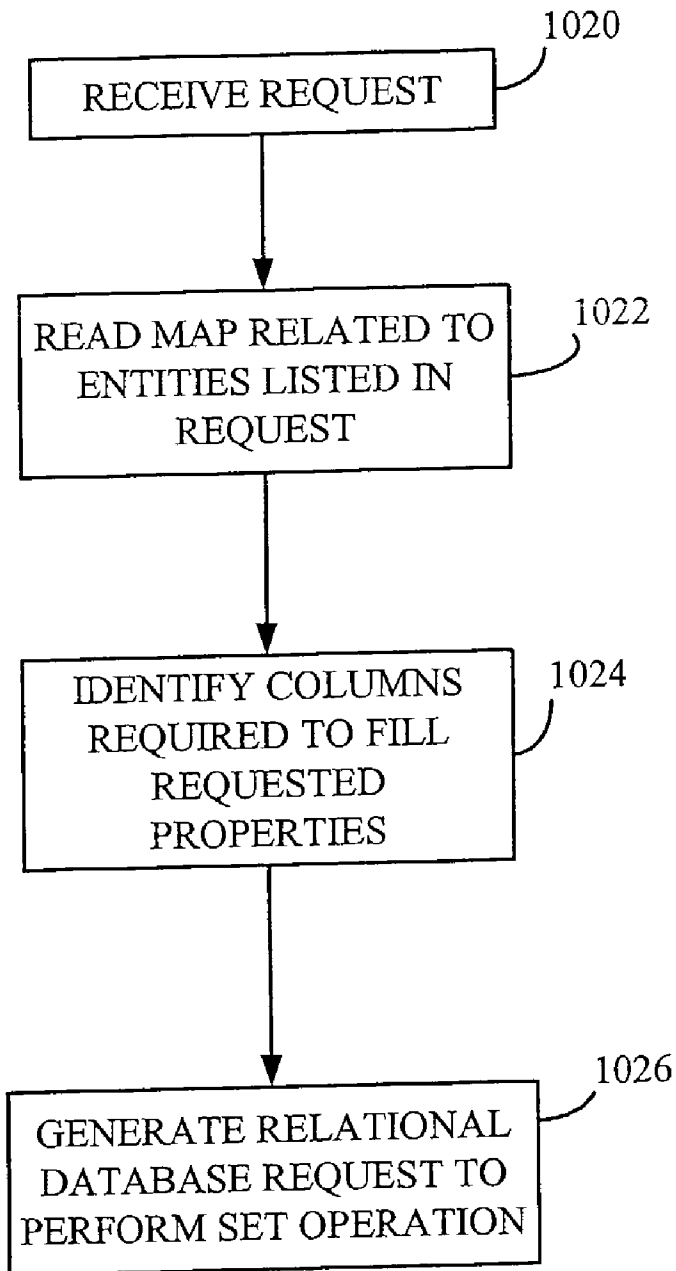 1020
RECEIVE REQUEST
1022
READ MAP RELATED TO
ENTITIES LISTED IN
REQUEST
1024
IDENTIFY COLUMNS
REQUIRED TO FILL
REQUESTED
PROPERTIES
1026
GENERATE RELATIONAL
DATABASE REQUEST TO
PERFORM SET OPERATION